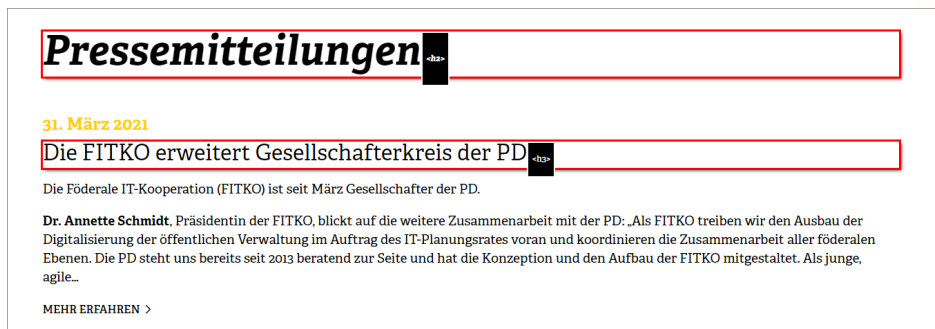 Pressemitteilungen <h2>
31. März 2021
Die FITKO erweitert Gesellschafterkreis der PD <h3>
Die Föderale IT-Kooperation (FITKO) ist seit März Gesellschafter der PD.
Dr. Annette Schmidt, Präsidentin der FITKO, blickt auf die weitere Zusammenarbeit mit der PD: „Als FITKO treiben wir den Ausbau der
Digitalisierung der öffentlichen Verwaltung im Auftrag des IT-Planungsrates voran und koordinieren die Zusammenarbeit aller föderalen
Ebenen. Die PD steht uns bereits seit 2013 beratend zur Seite und hat die Konzeption und den Aufbau der FITKO mitgestaltet. Als junge,
agile...
MEHR ERFAHREN >